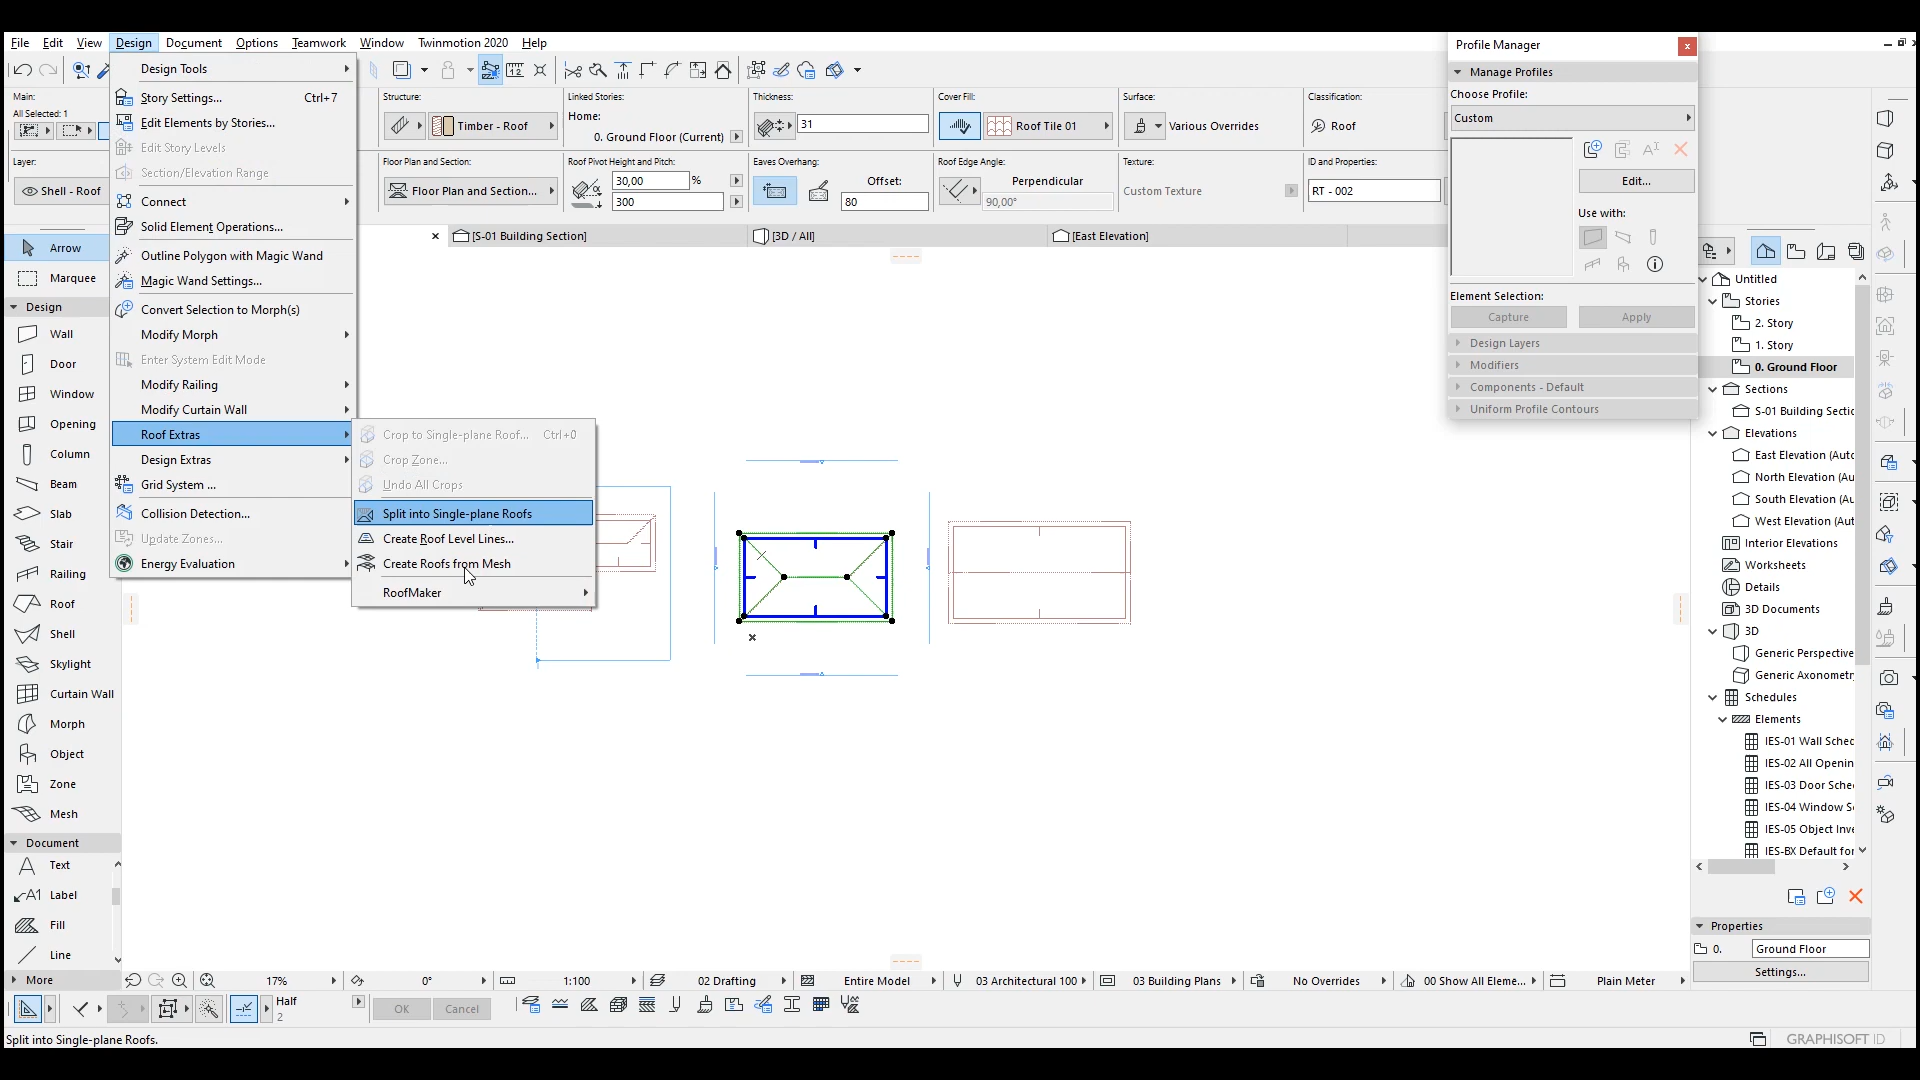 File Edit View Design Document Options Teamwork Window Twinmotion 2020 Help
Profile Manager
Design Tools
Story Settings... Ctrl+7
Edit Elements by Stories...
Edit Story Levels
Section/Elevation Range
Connect
Solid Element Operations...
Outline Polygon with Magic Wand
Magic Wand Settings...
Convert Selection to Morph(s)
Modify Morph
Enter System Edit Mode
Modify Railing
Modify Curtain Wall
Roof Extras
Design Extras
Grid System ...
Collision Detection...
Update Zones...
Energy Evaluation
Crop to Single-plane Roof... Ctrl+0
Crop Zone...
Undo All Crops
Split into Single-plane Roofs
Create Roof Level Lines...
Create Roofs from Mesh
RoofMaker
Main:
All Selected: 1
Layer:
Shell - Roof
Structure:
Timber - Roof
Floor Plan and Section:
Floor Plan and Section...
Linked Stories:
Home:
0. Ground Floor (Current)
Roof Pivot Height and Pitch:
30,00 %
300
Thickness:
31
Eaves Overhang:
Offset:
80
Cover Fill:
Roof Tile 01
Roof Edge Angle:
Perpendicular
90,00°
Surface:
Various Overrides
Texture:
Custom Texture
Classification:
Roof
ID and Properties:
RT - 002
[S-01 Building Section]
[3D / All]
[East Elevation]
Manage Profiles
Choose Profile:
Custom
Edit...
Use with:
Element Selection:
Capture Apply
Design Layers
Modifiers
Components - Default
Uniform Profile Contours
Arrow
Marquee
Design
Wall
Door
Window
Opening
Column
Beam
Slab
Stair
Railing
Roof
Shell
Skylight
Curtain Wall
Morph
Object
Zone
Mesh
Document
Text
A1 Label
Fill
Line
More
Untitled
Stories
2. Story
1. Story
0. Ground Floor
Sections
S-01 Building Sectio
Elevations
East Elevation (Auto
North Elevation (Au
South Elevation (Au
West Elevation (Aut
Interior Elevations
Worksheets
Details
3D Documents
3D
Generic Perspective
Generic Axonometr
Schedules
Elements
IES-01 Wall Sched
IES-02 All Openin
IES-03 Door Sche
IES-04 Window S
IES-05 Object Inve
IES-BX Default for
Properties
0. Ground Floor
Settings...
17% 0° 1:100 02 Drafting Entire Model 03 Architectural 100 03 Building Plans No Overrides 00 Show All Eleme... Plain Meter
Half
2
OK Cancel
Split into Single-plane Roofs.
GRAPHISOFT ID